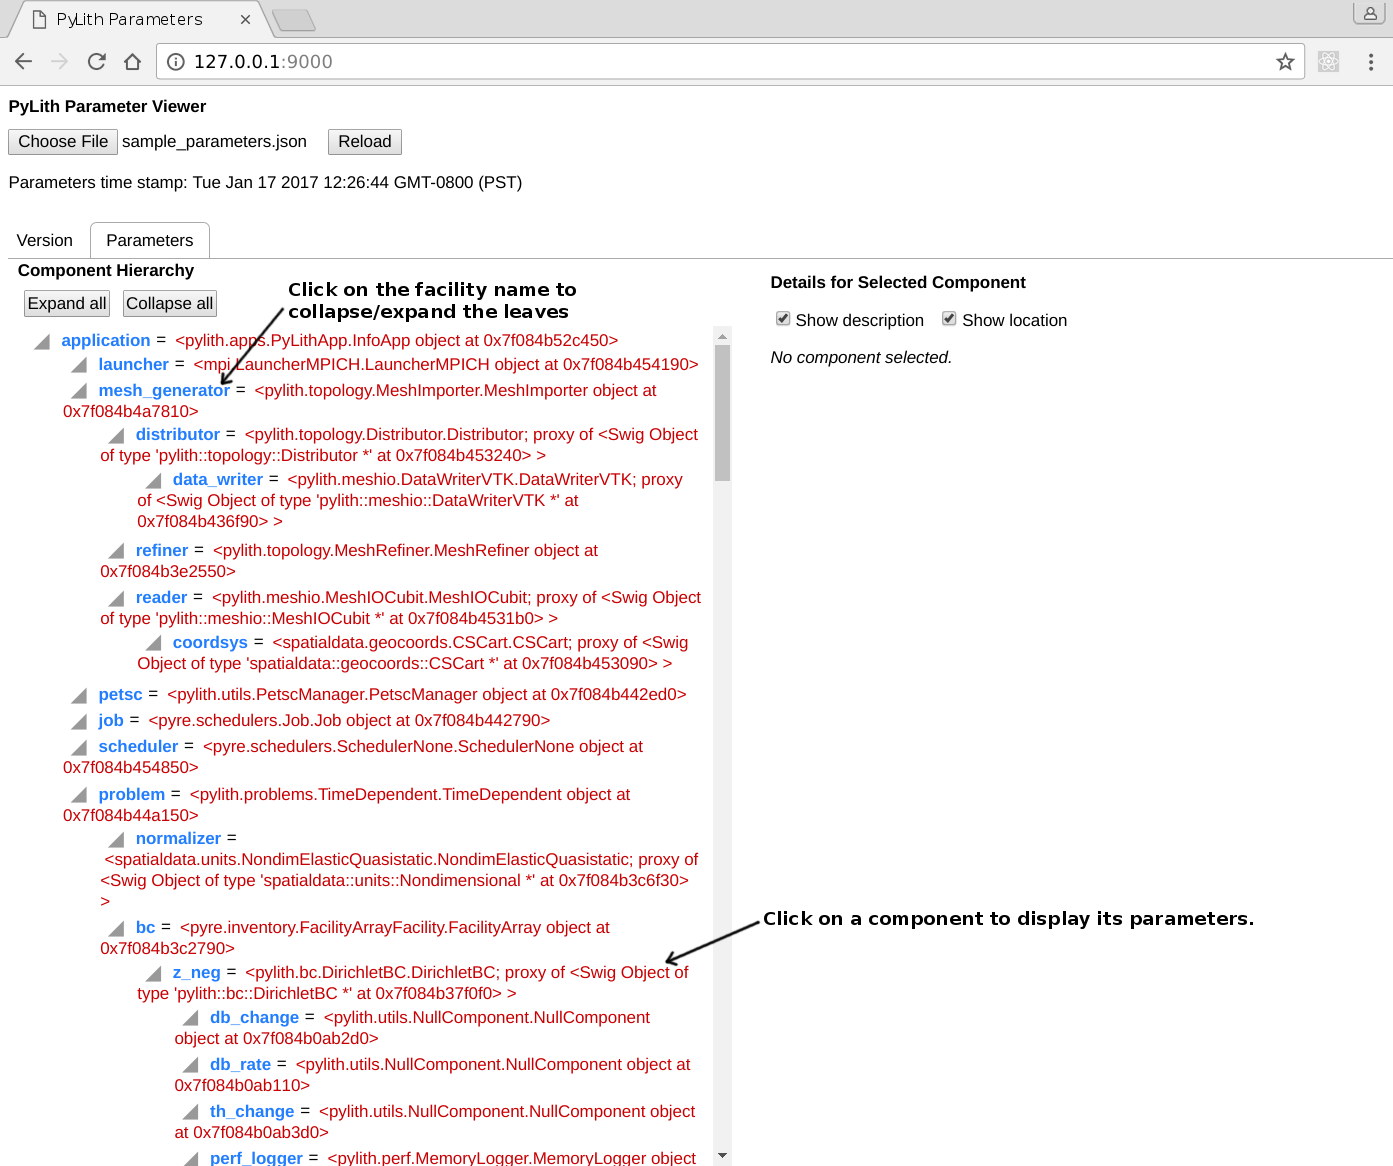 PyLith Parameters
127.0.0.1:9000
PyLith Parameter Viewer
Choose File sample_parameters.json Reload
Parameters time stamp: Tue Jan 17 2017 12:26:44 GMT-0800 (PST)
Version Parameters
Component Hierarchy
Expand all Collapse all
Click on the facility name to
collapse/expand the leaves
application = <pylith.apps.PyLithApp.InfoApp object at 0x7f084b52c450>
launcher = <mpi.LauncherMPICH.LauncherMPICH object at 0x7f084b454190>
mesh_generator = <pylith.topology.MeshImporter.MeshImporter object at
0x7f084b4a7810>
distributor = <pylith.topology.Distributor.Distributor; proxy of <Swig Object
of type 'pylith::topology::Distributor *' at 0x7f084b453240> >
data_writer = <pylith.meshio.DataWriterVTK.DataWriterVTK; proxy
of <Swig Object of type 'pylith::meshio::DataWriterVTK *' at
0x7f084b436f90> >
refiner = <pylith.topology.MeshRefiner.MeshRefiner object at
0x7f084b3e2550>
reader = <pylith.meshio.MeshIOCubit.MeshIOCubit; proxy of <Swig Object
of type 'pylith::meshio::MeshIOCubit *' at 0x7f084b4531b0> >
coordsys = <spatialdata.geocoords.CSCart.CSCart; proxy of <Swig
Object of type 'spatialdata::geocoords::CSCart *' at 0x7f084b453090> >
petsc = <pylith.utils.PetscManager.PetscManager object at 0x7f084b442ed0>
job = <pyre.schedulers.Job.Job object at 0x7f084b442790>
scheduler = <pyre.schedulers.SchedulerNone.SchedulerNone object at
0x7f084b454850>
problem = <pylith.problems.TimeDependent.TimeDependent object at
0x7f084b44a150>
normalizer =
<spatialdata.units.NondimElasticQuasistatic.NondimElasticQuasistatic; proxy of
<Swig Object of type 'spatialdata::units::Nondimensional *' at 0x7f084b3c6f30>
>
bc = <pyre.inventory.FacilityArrayFacility.FacilityArray object at
0x7f084b3c2790>
z_neg = <pylith.bc.DirichletBC.DirichletBC; proxy of <Swig Object of
type 'pylith::bc::DirichletBC *' at 0x7f084b37f0f0> >
db_change = <pylith.utils.NullComponent.NullComponent
object at 0x7f084b0ab2d0>
db_rate = <pylith.utils.NullComponent.NullComponent object at
0x7f084b0ab110>
th_change = <pylith.utils.NullComponent.NullComponent object
at 0x7f084b0ab3d0>
perf_logger = <pylith.perf.MemoryLogger.MemoryLogger object
Details for Selected Component
Show description Show location
No component selected.
Click on a component to display its parameters.